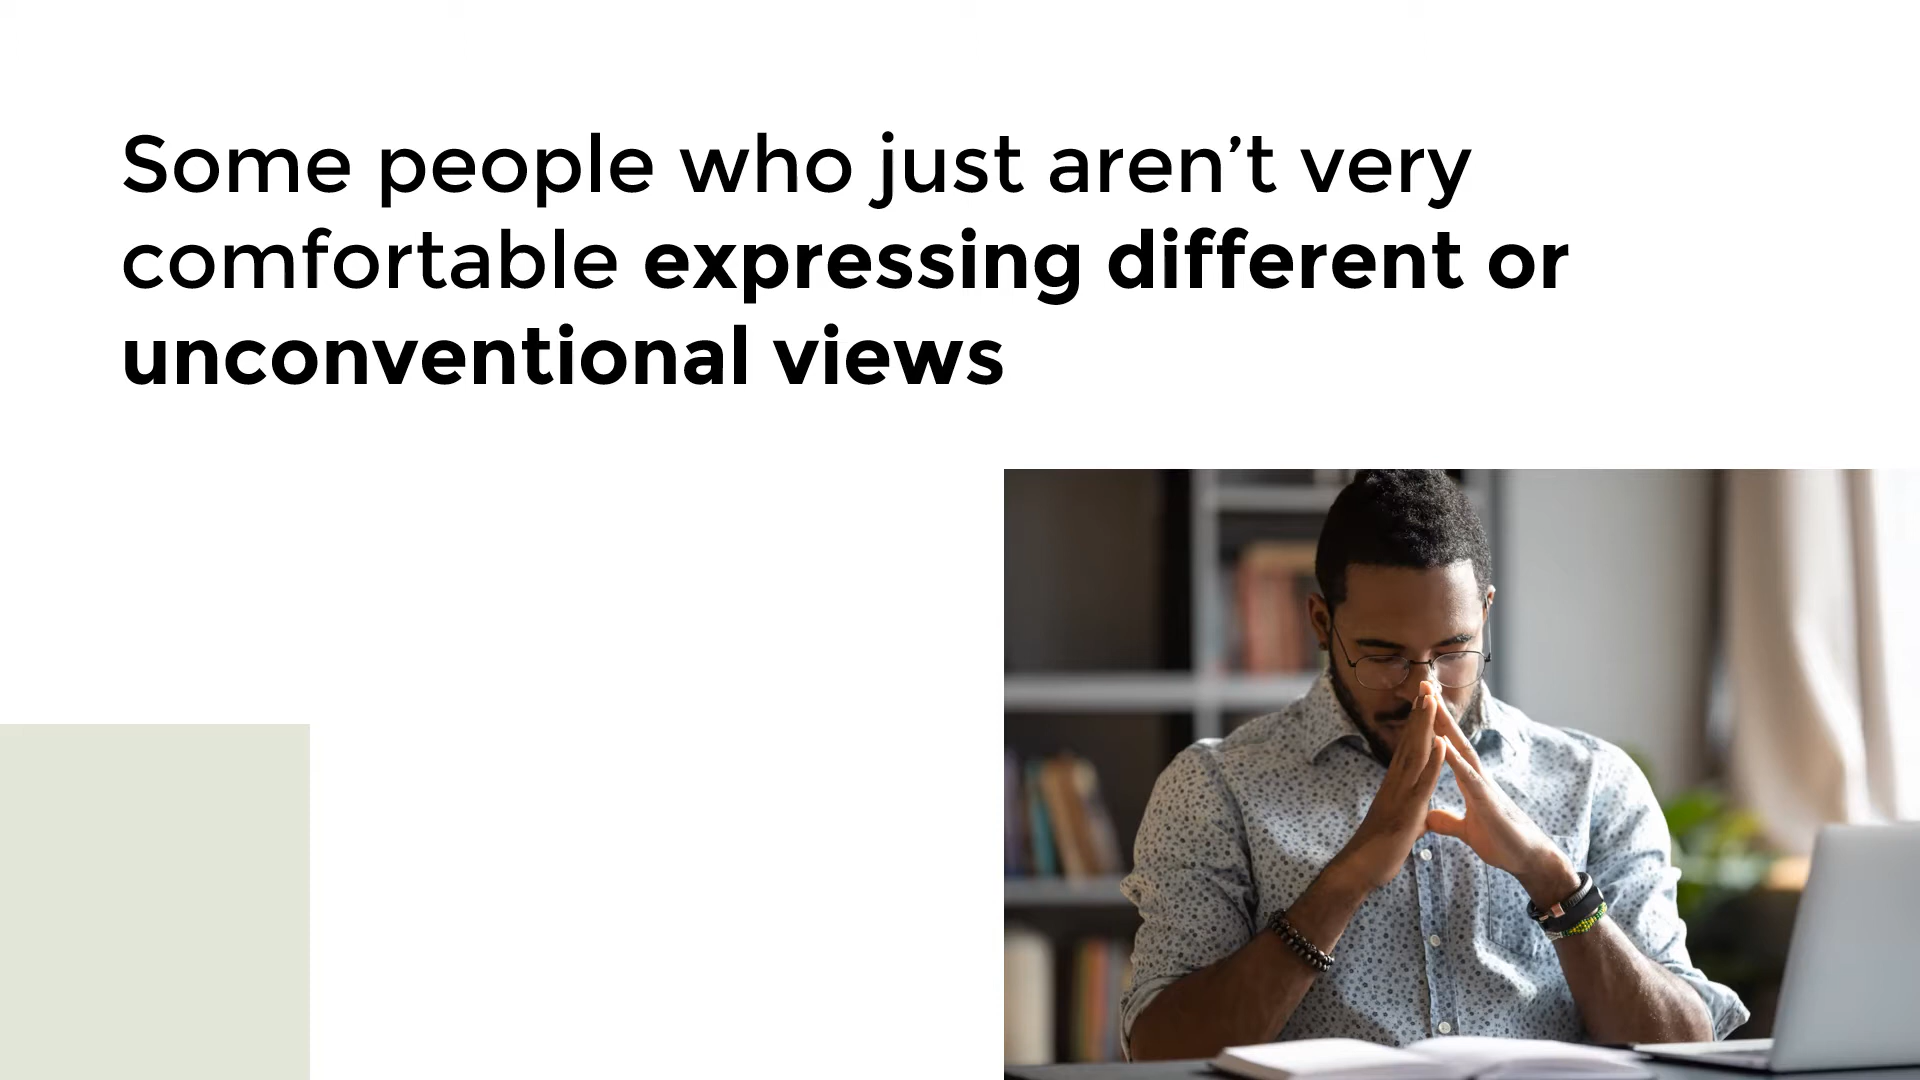 Some people who just aren’t very
comfortable expressing different or
unconventional views